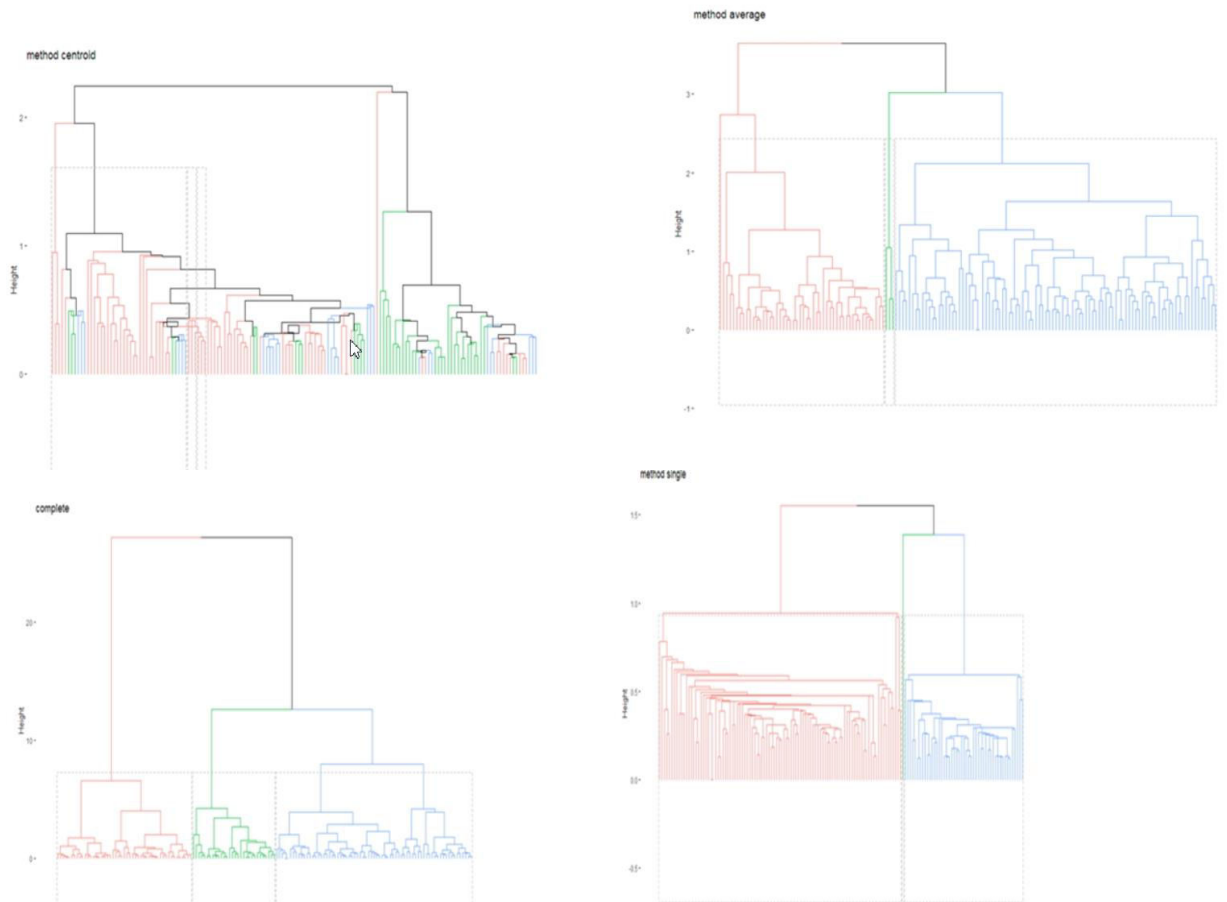 method average
method centroid
3-
2-
Height
1-
0-
-1-
2-
1-
Height
0-
method single
complete
1.5-
1.0-
Height
0.5-
0.0-
-0.5-
20-
Height
10-
0-